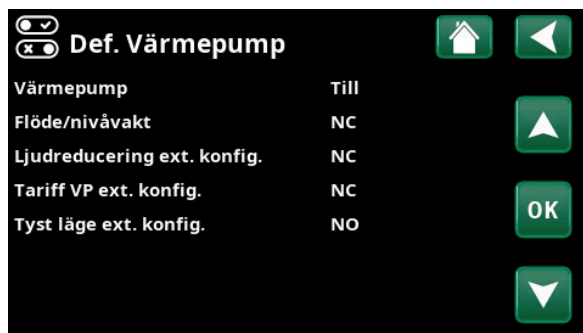 Def. Värmepump
Värmepump Till
Flöde/nivåvakt NC
Ljudreducering ext. konfig. NC
Tariff VP ext. konfig. NC
Tyst läge ext. konfig. NO
OK